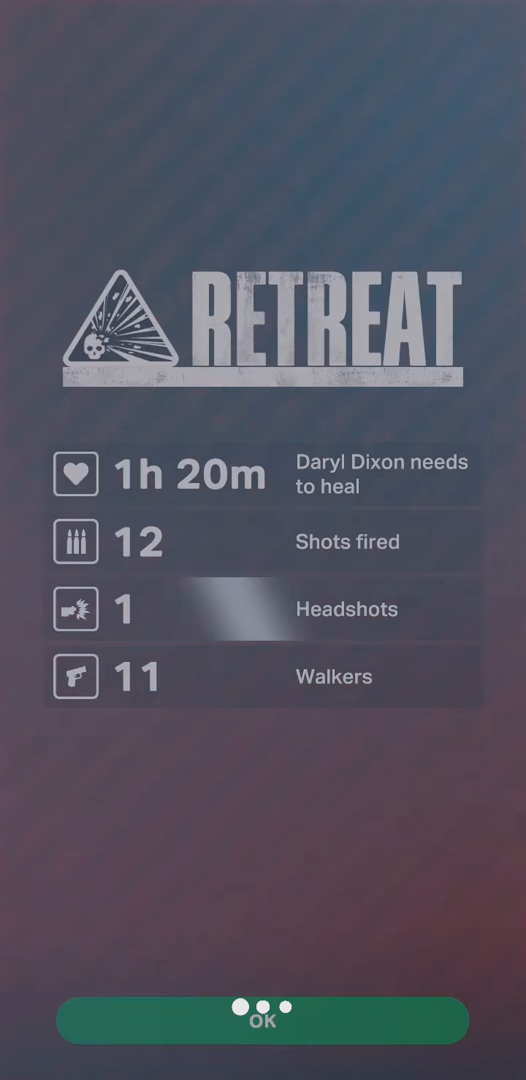 RETREAT
1h 20m
Daryl Dixon needs
to heal
12
Shots fired
1
Headshots
11
Walkers
OK